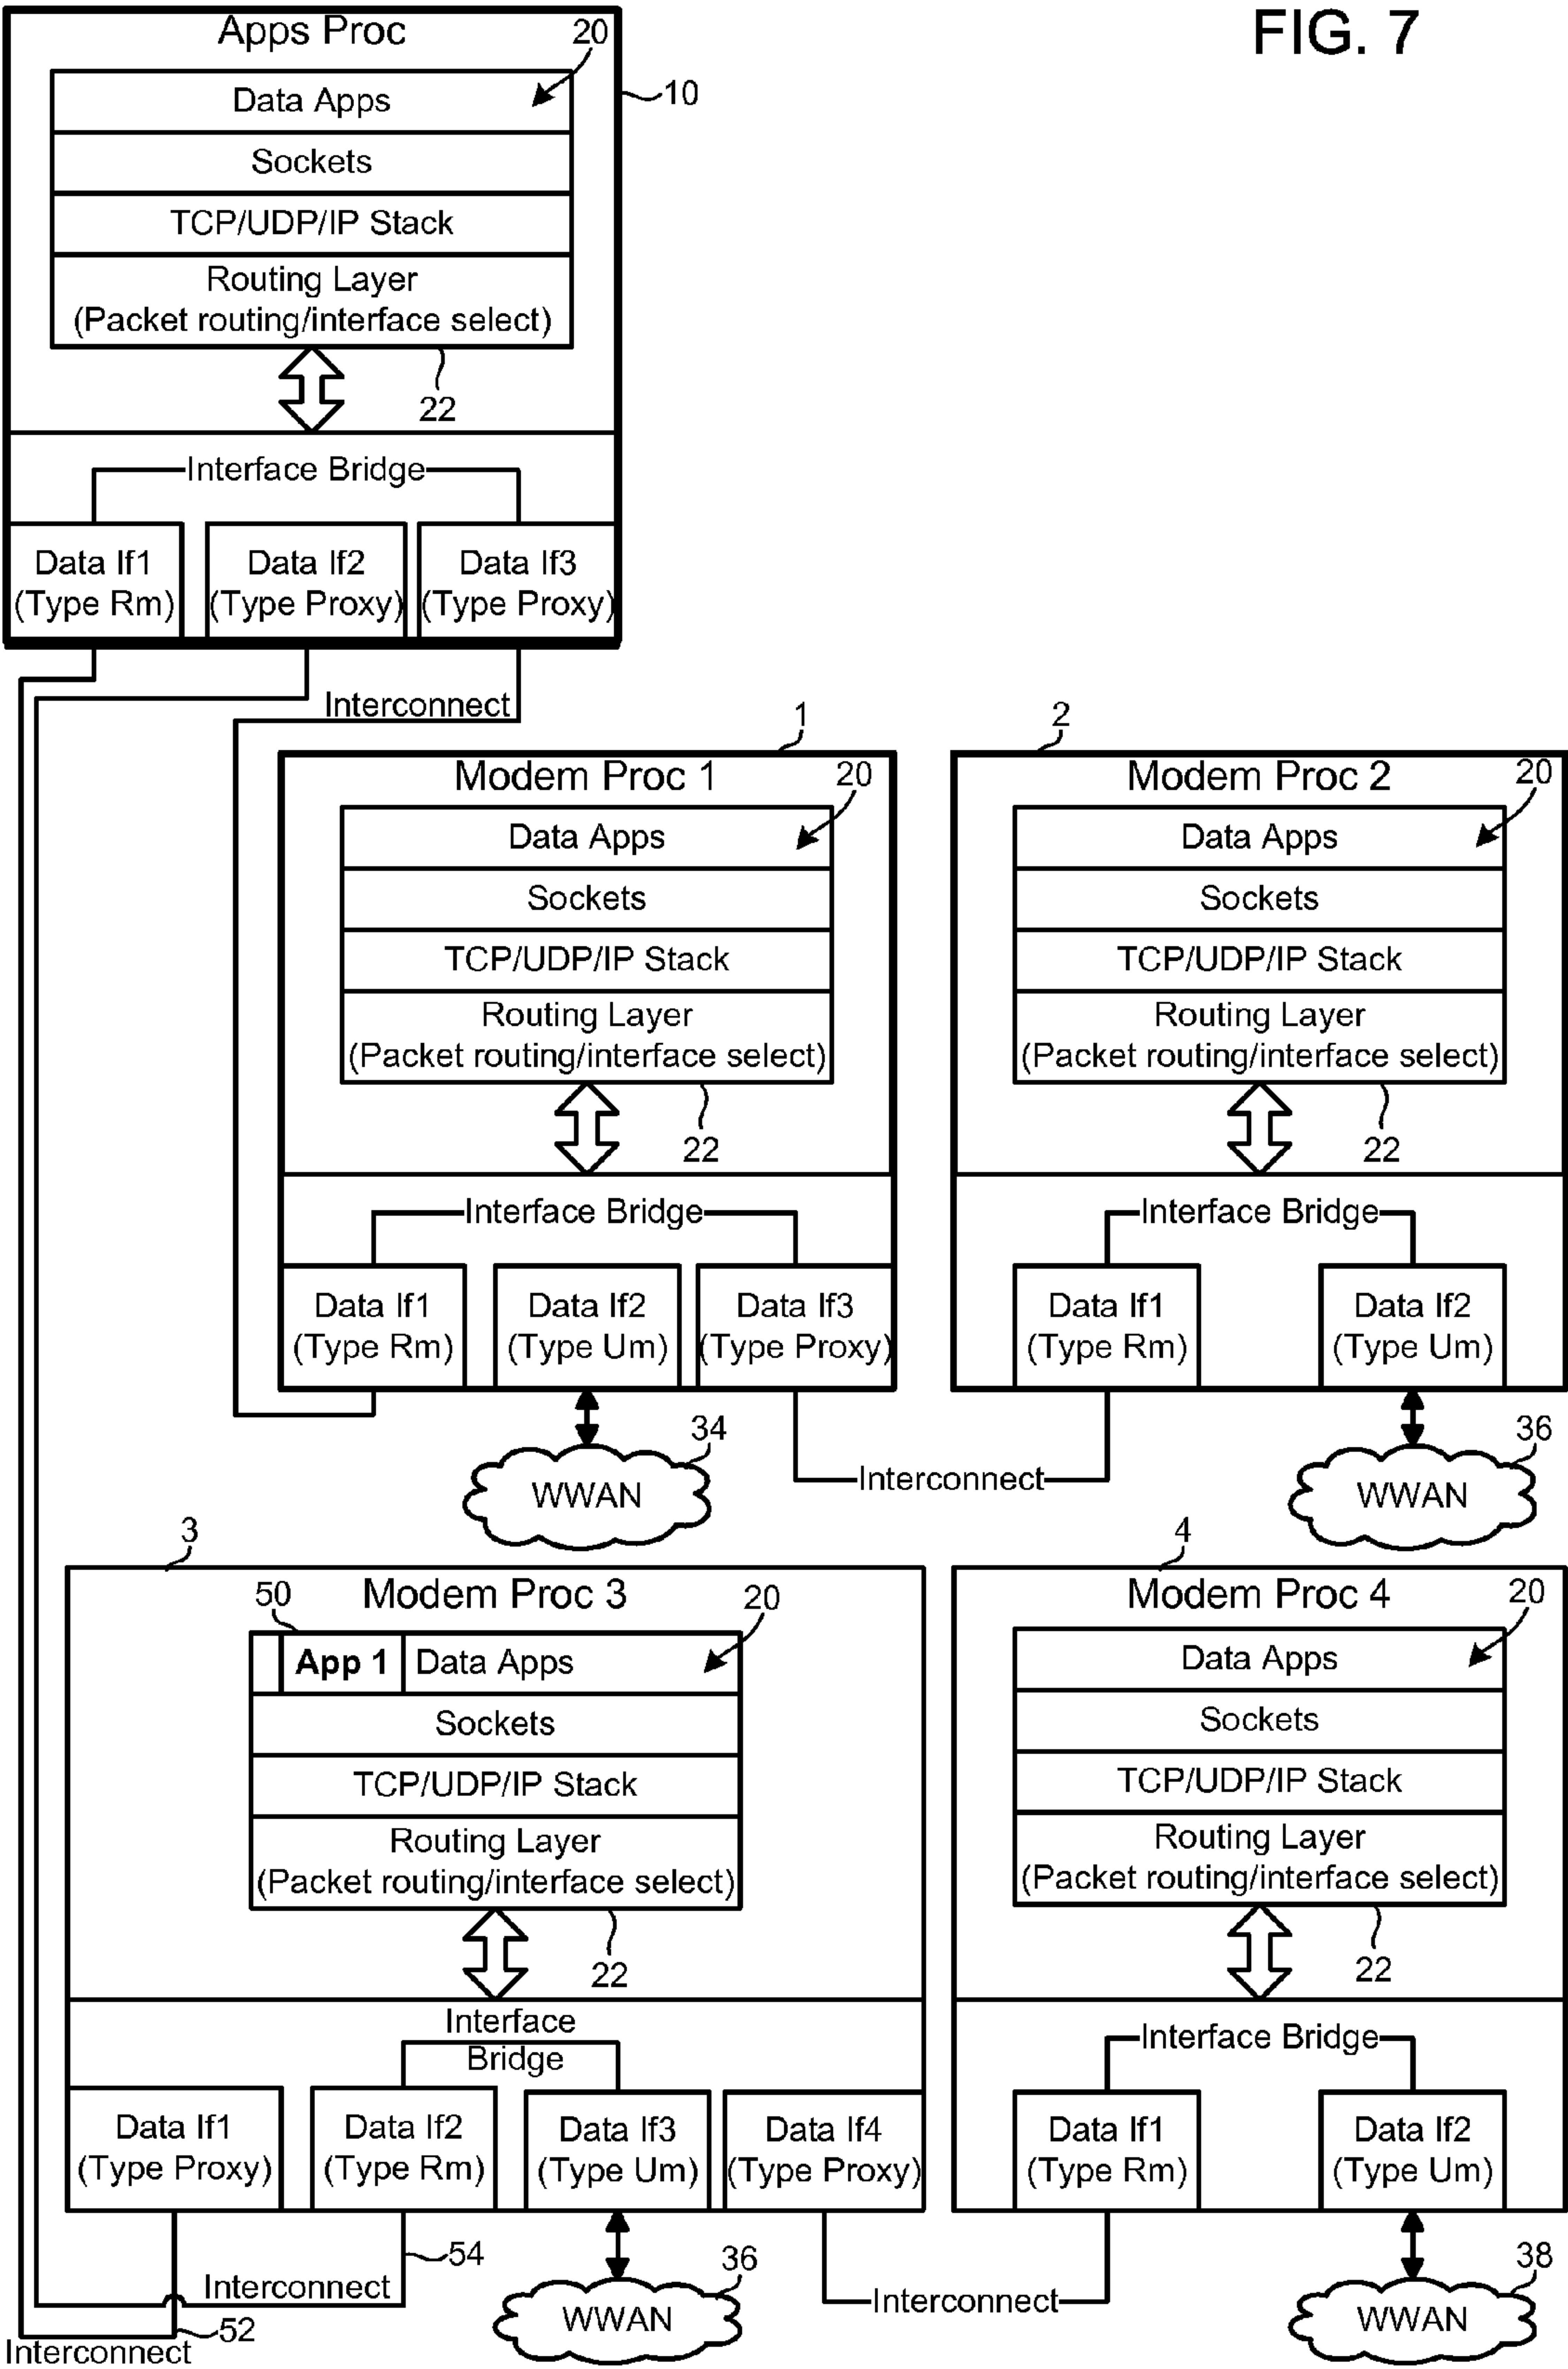 FIG. 7
Apps Proc
20
10
Data Apps
Sockets
TCP/UDP/IP Stack
Routing Layer
(Packet routing/interface select)
22
Interface Bridge
Data If1
(Type Rm)
Data If2
(Type Proxy)
Data If3
(Type Proxy)
Interconnect
1
Modem Proc 1
20
Data Apps
Sockets
TCP/UDP/IP Stack
Routing Layer
(Packet routing/interface select)
22
Interface Bridge
Data If1
(Type Rm)
Data If2
(Type Um)
Data If3
(Type Proxy)
34
WWAN
Interconnect
2
Modem Proc 2
20
Data Apps
Sockets
TCP/UDP/IP Stack
Routing Layer
(Packet routing/interface select)
22
Interface Bridge
Data If1
(Type Rm)
Data If2
(Type Um)
36
WWAN
3
Modem Proc 3
50
20
App 1
Data Apps
Sockets
TCP/UDP/IP Stack
Routing Layer
(Packet routing/interface select)
22
Interface
Bridge
Data If1
(Type Proxy)
Data If2
(Type Rm)
Data If3
(Type Um)
Data If4
(Type Proxy)
54
Interconnect
52
Interconnect
36
WWAN
Interconnect
4
Modem Proc 4
20
Data Apps
Sockets
TCP/UDP/IP Stack
Routing Layer
(Packet routing/interface select)
22
Interface Bridge
Data If1
(Type Rm)
Data If2
(Type Um)
38
WWAN